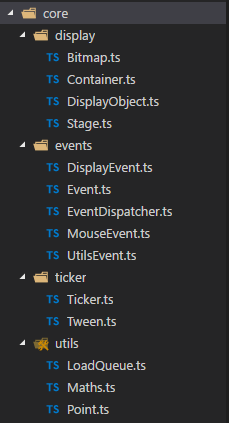 core
display
TS Bitmap.ts
TS Container.ts
TS DisplayObject.ts
TS Stage.ts
events
TS DisplayEvent.ts
TS Event.ts
TS EventDispatcher.ts
TS MouseEvent.ts
TS UtilsEvent.ts
ticker
TS Ticker.ts
TS Tween.ts
utils
TS LoadQueue.ts
TS Maths.ts
TS Point.ts